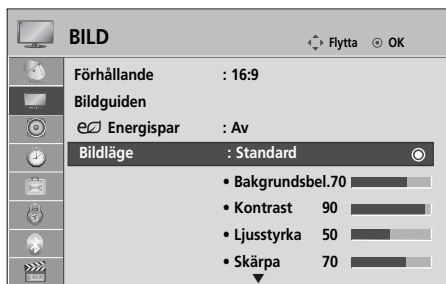 BILD
Flytta OK
Förhållande : 16:9
Bildguiden
Energispar : Av
Bildläge : Standard
• Bakgrundsbel.70
• Kontrast 90
• Ljusstyrka 50
• Skärpa 70